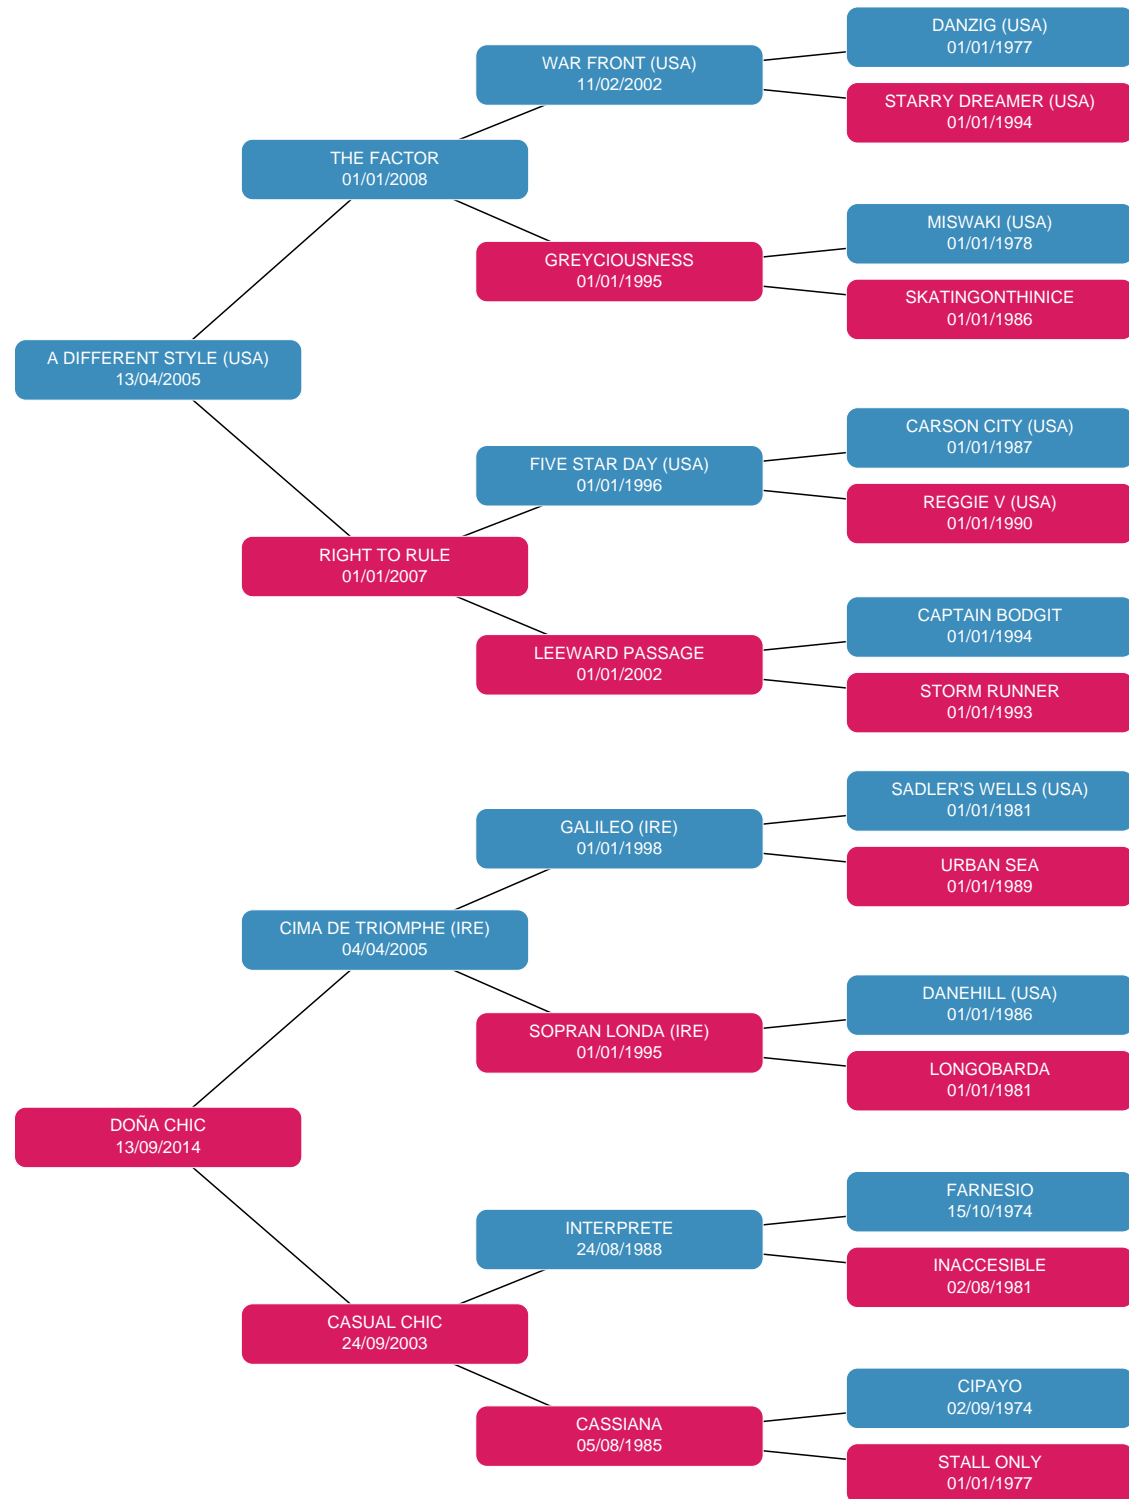 DANZIG (USA)
01/01/1977
WAR FRONT (USA)
11/02/2002
STARRY DREAMER (USA)
01/01/1994
THE FACTOR
01/01/2008
MISWAKI (USA)
01/01/1978
GREYCIOUSNESS
01/01/1995
SKATINGONTHINICE
01/01/1986
A DIFFERENT STYLE (USA)
13/04/2005
CARSON CITY (USA)
01/01/1987
FIVE STAR DAY (USA)
01/01/1996
REGGIE V (USA)
01/01/1990
RIGHT TO RULE
01/01/2007
CAPTAIN BODGIT
01/01/1994
LEEWARD PASSAGE
01/01/2002
STORM RUNNER
01/01/1993
SADLER'S WELLS (USA)
01/01/1981
GALILEO (IRE)
01/01/1998
URBAN SEA
01/01/1989
CIMA DE TRIOMPHE (IRE)
04/04/2005
DANEHILL (USA)
01/01/1986
SOPRAN LONDA (IRE)
01/01/1995
LONGOBARDA
01/01/1981
DOÑA CHIC
13/09/2014
FARNESIO
15/10/1974
INTERPRETE
24/08/1988
INACCESIBLE
02/08/1981
CASUAL CHIC
24/09/2003
CIPAYO
02/09/1974
CASSIANA
05/08/1985
STALL ONLY
01/01/1977